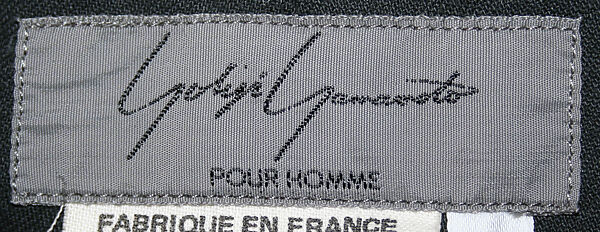 Yohji Yamamoto
POUR HOMME
FABRIQUE EN FRANCE